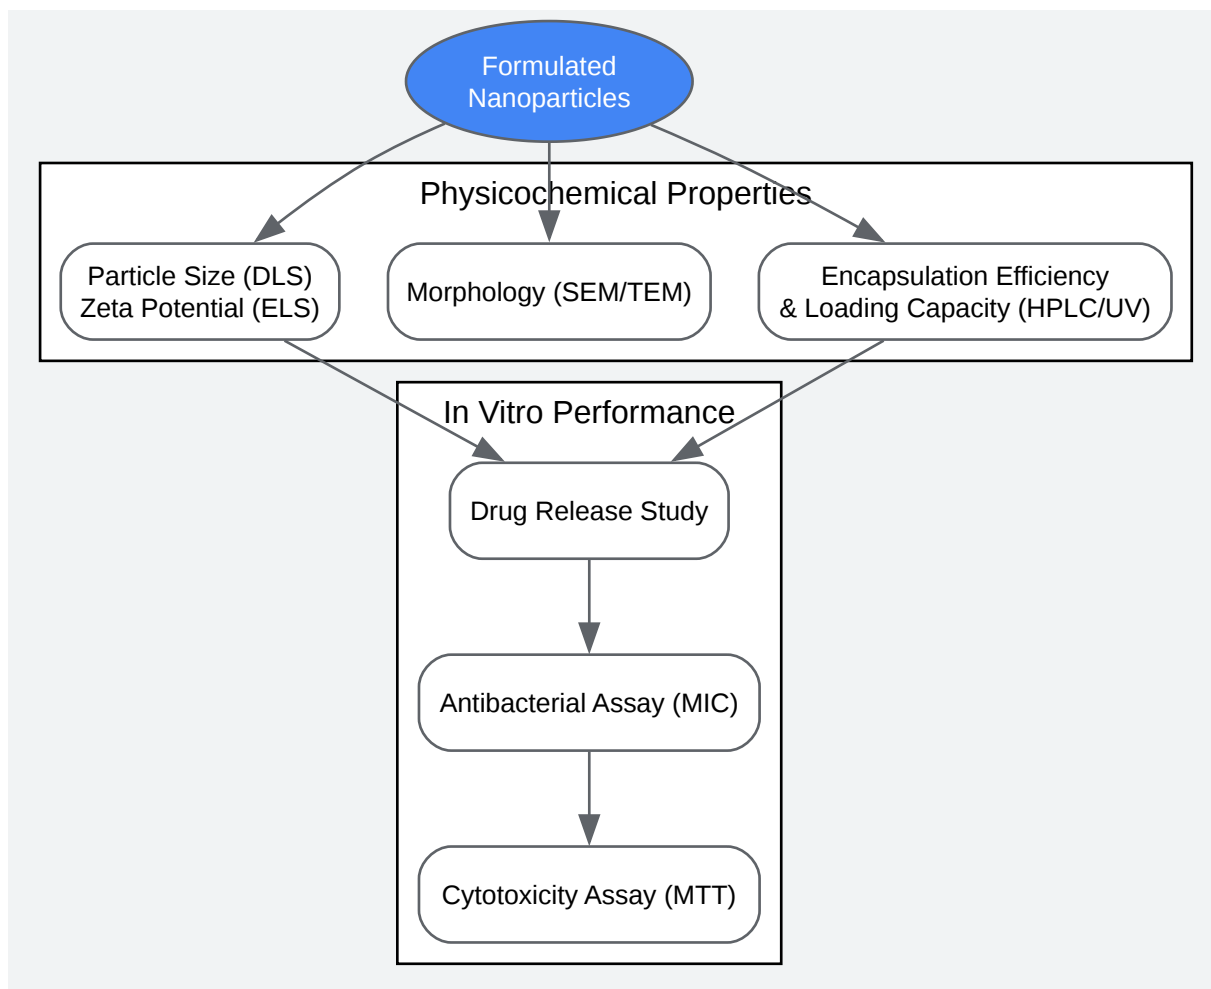 Formulated
Nanoparticles
Physicochemical Properties
Particle Size (DLS)
Zeta Potential (ELS)
Morphology (SEM/TEM)
Encapsulation Efficiency
& Loading Capacity (HPLC/UV)
In Vitro Performance
Drug Release Study
Antibacterial Assay (MIC)
Cytotoxicity Assay (MTT)